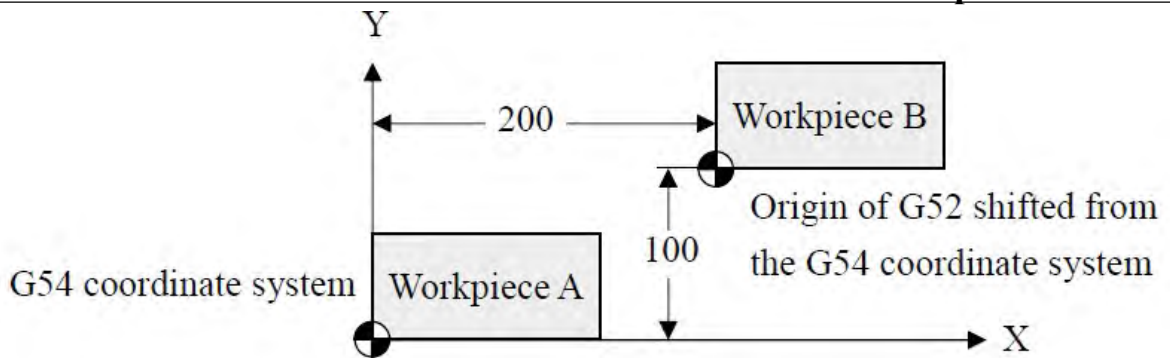 Y
200
Workpiece B
Origin of G52 shifted from
100
the G54 coordinate system
G54 coordinate system
Workpiece A
X